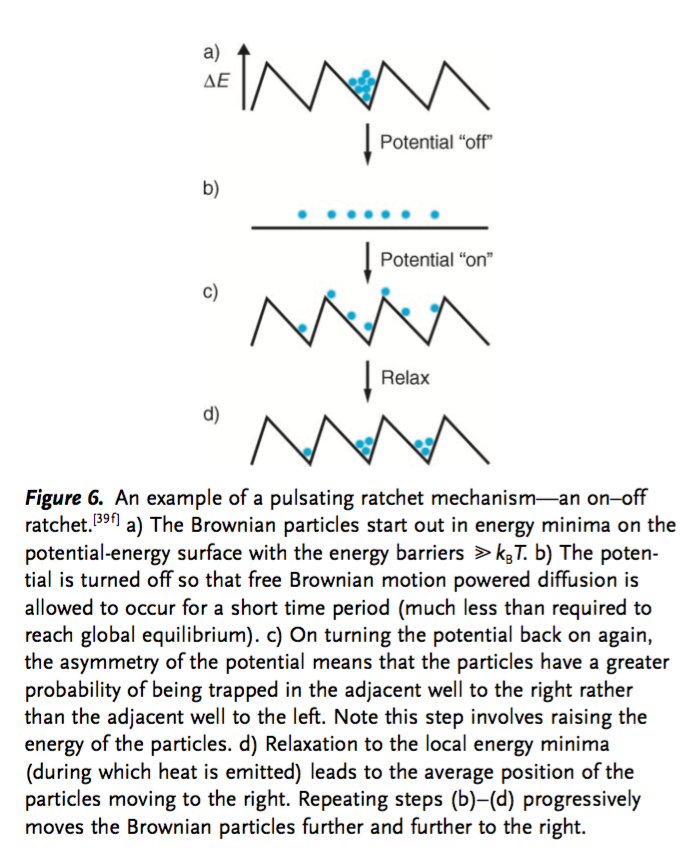 a)
ΔE
Potential “off”
b)
Potential “on”
c)
Relax
d)
Figure 6. An example of a pulsating ratchet mechanism—an on–off
ratchet.[39f] a) The Brownian particles start out in energy minima on the
potential-energy surface with the energy barriers ≫ kBT. b) The poten-
tial is turned off so that free Brownian motion powered diffusion is
allowed to occur for a short time period (much less than required to
reach global equilibrium). c) On turning the potential back on again,
the asymmetry of the potential means that the particles have a greater
probability of being trapped in the adjacent well to the right rather
than the adjacent well to the left. Note this step involves raising the
energy of the particles. d) Relaxation to the local energy minima
(during which heat is emitted) leads to the average position of the
particles moving to the right. Repeating steps (b)–(d) progressively
moves the Brownian particles further and further to the right.